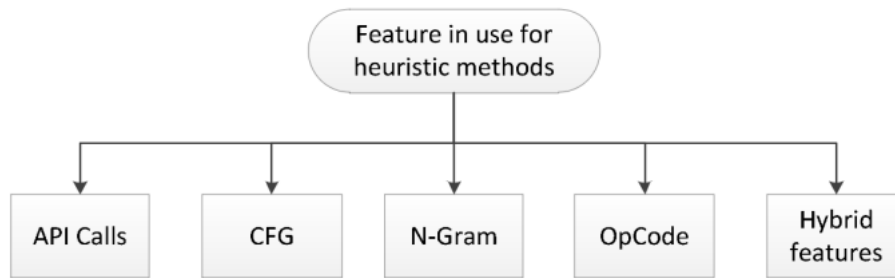 Feature in use for
heuristic methods
API Calls
CFG
N-Gram
OpCode
Hybrid
features